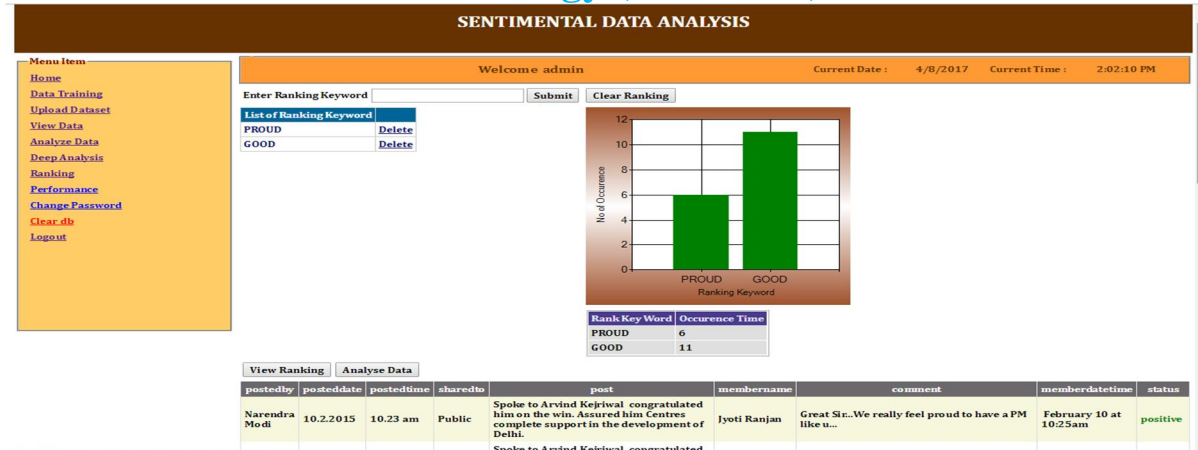 SENTIMENTAL DATA ANALYSIS
Menu Item
Home
Data Training
Upload Dataset
View Data
Analyze Data
Deep Analysis
Ranking
Performance
Change Password
Clear db
Logout
Welcome admin Current Date : 4/8/2017 Current Time : 2:02:10 PM
Enter Ranking Keyword Submit Clear Ranking
List of Ranking Keyword
PROUD Delete
GOOD Delete
No of Occurence
12
10
8
6
4
2
0
PROUD GOOD
Ranking Keyword
Rank Key Word Occurence Time
PROUD 6
GOOD 11
View Ranking Analyse Data
postedby posteddate postedtime sharedto post membername comment memberdatetime status
Narendra Modi 10.2.2015 10.23 am Public Spoke to Arvind Kejriwal congratulated
him on the win. Assured him Centres
complete support in the development of
Delhi.
Jyoti Ranjan Great Sir...We really feel proud to have a PM
like u...
February 10 at
10:25am
positive
Spoke to Arvind Kejriwal congratulated